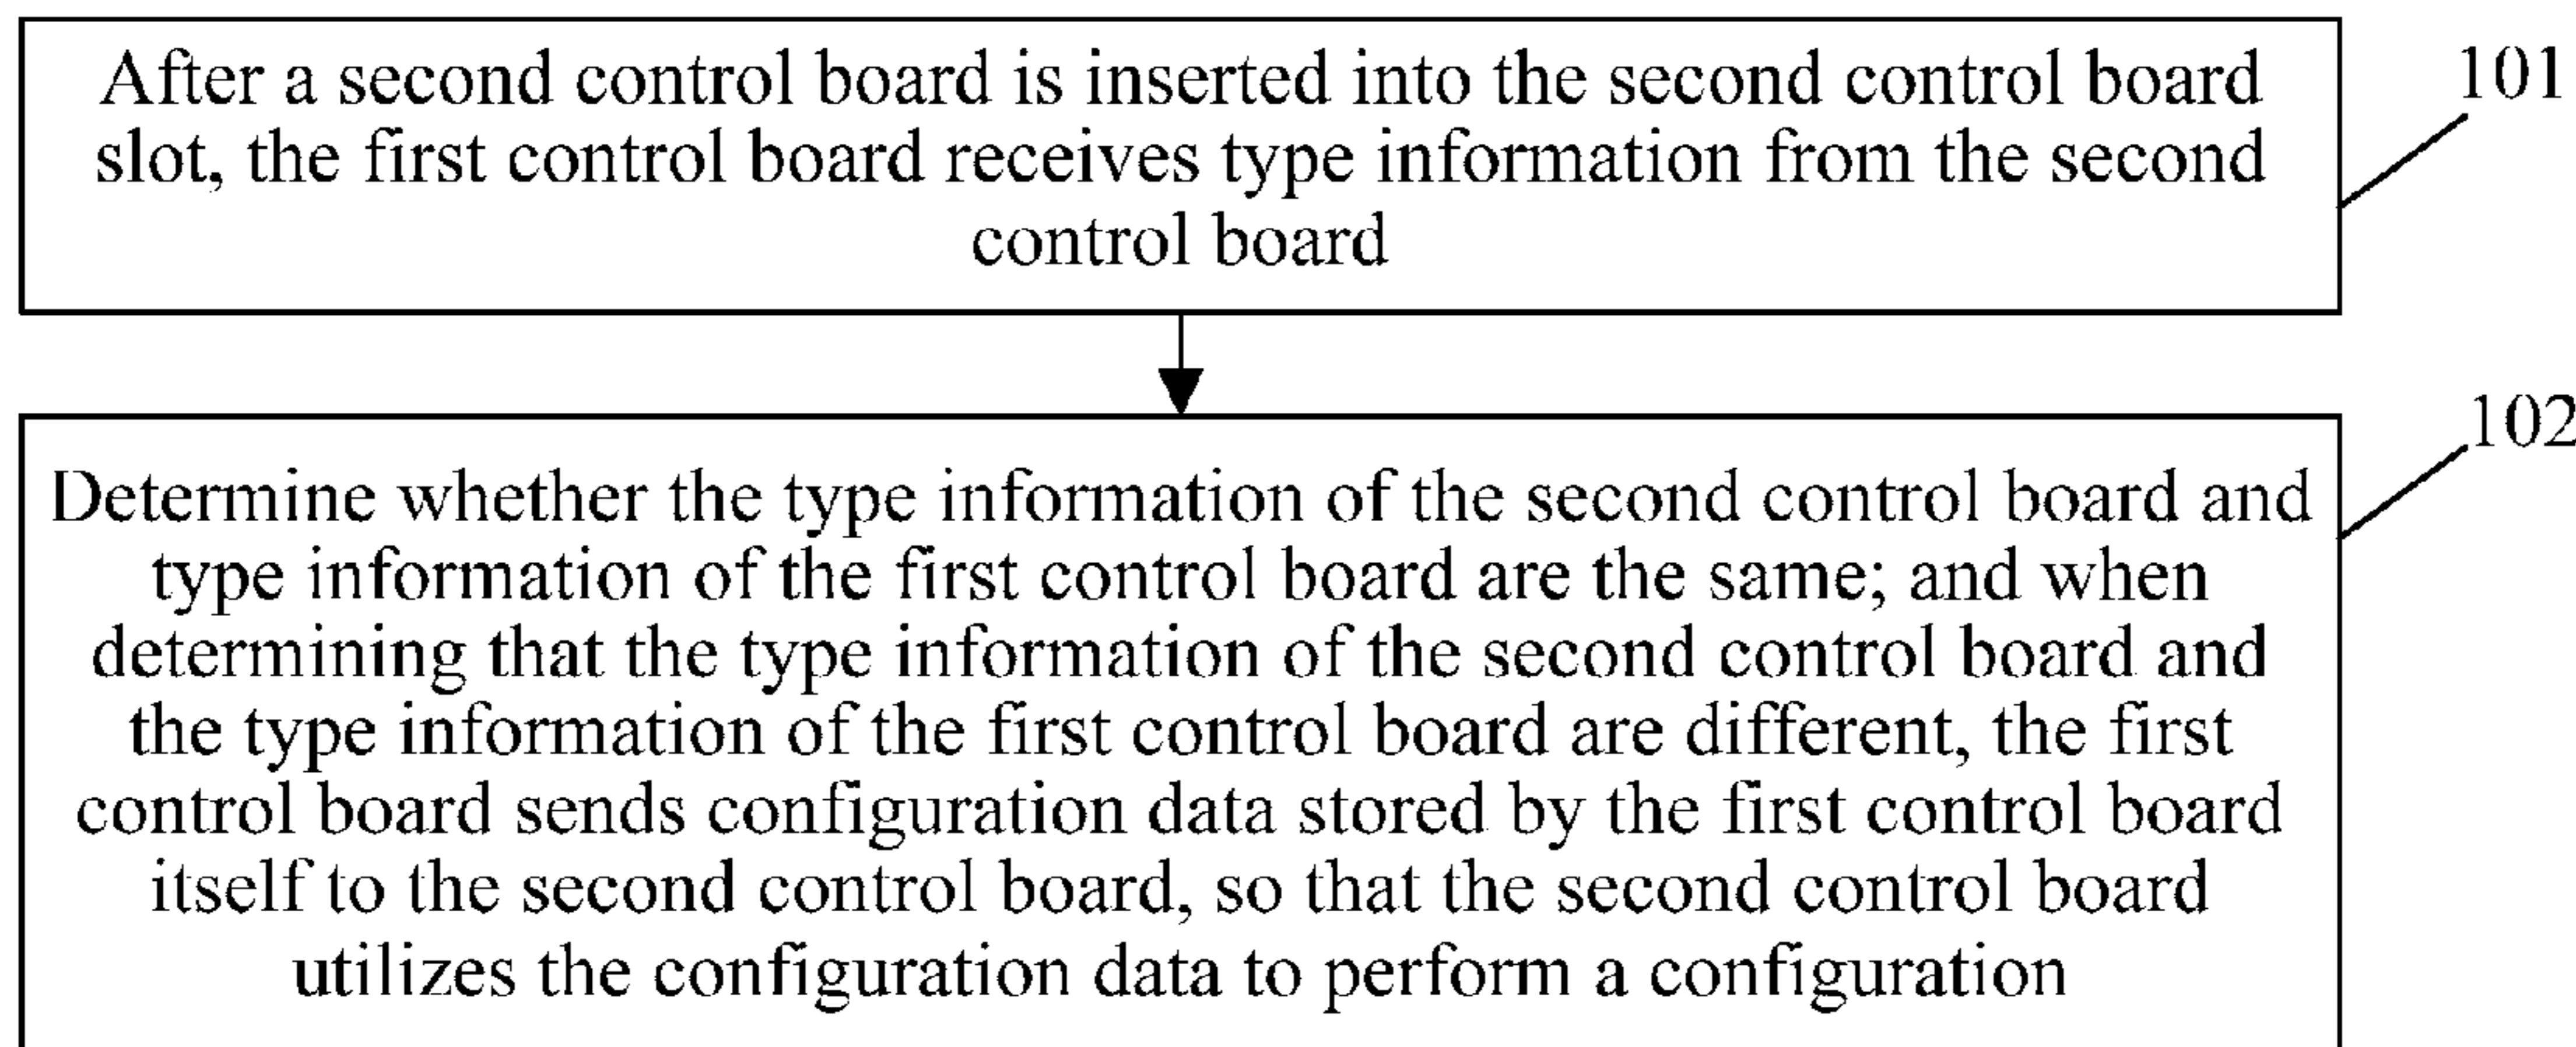 After a second control board is inserted into the second control board
slot, the first control board receives type information from the second
control board
101
102
Determine whether the type information of the second control board and
type information of the first control board are the same; and when
determining that the type information of the second control board and
the type information of the first control board are different, the first
control board sends configuration data stored by the first control board
itself to the second control board, so that the second control board
utilizes the configuration data to perform a configuration